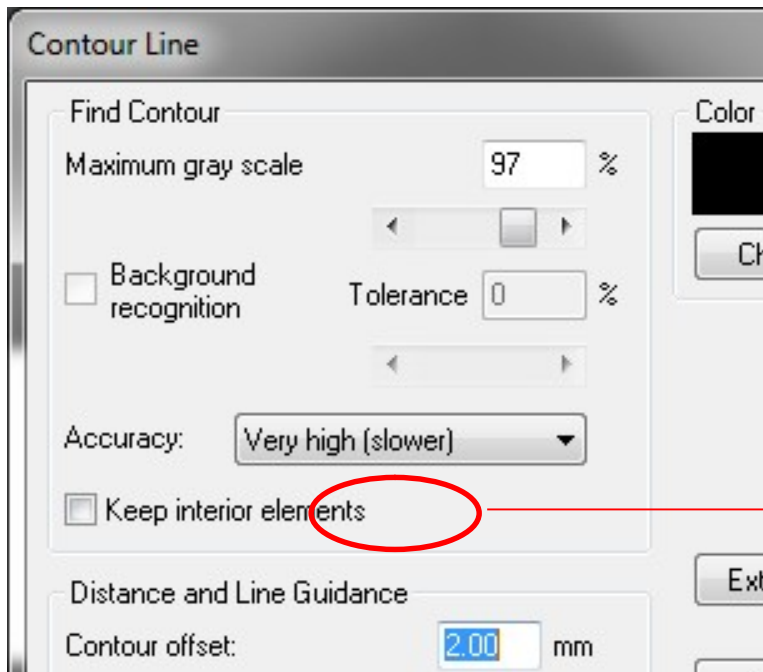 Contour Line
Find Contour
Color
Maximum gray scale 97 %
Background
recognition
Tolerance 0 %
Accuracy: Very high (slower)
Keep interior elements
Distance and Line Guidance
Contour offset: 2.00 mm